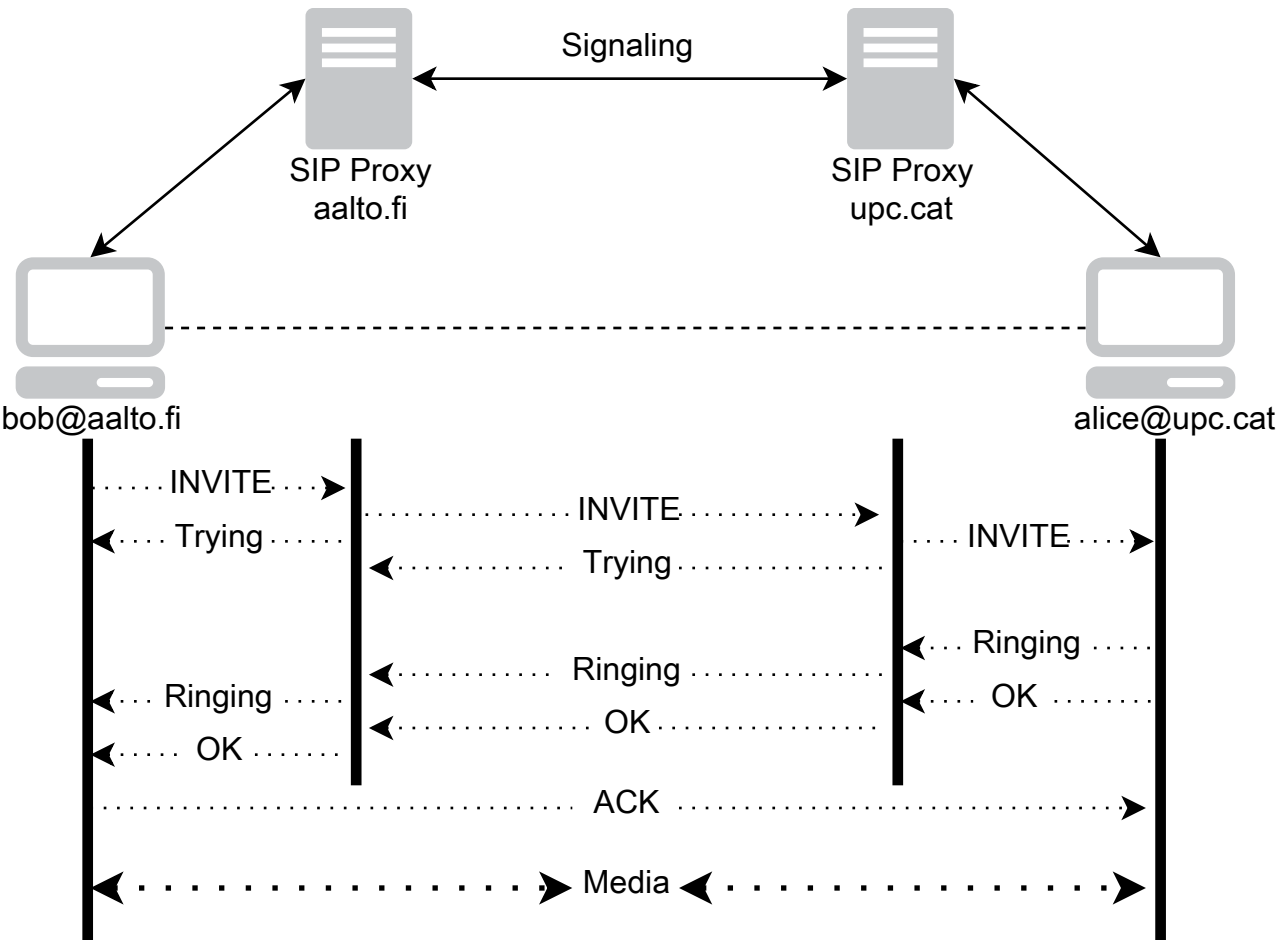 Signaling
SIP Proxy
aalto.fi
SIP Proxy
upc.cat
bob@aalto.fi
alice@upc.cat
INVITE
INVITE
Trying
INVITE
Trying
Ringing
Ringing
Ringing
OK
OK
OK
ACK
Media